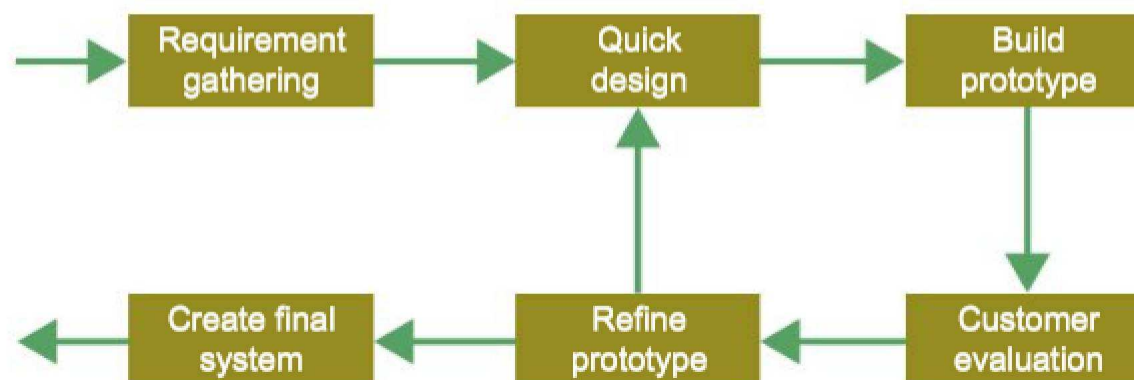 Requirement
gathering
Quick
design
Build
prototype
Create final
system
Refine
prototype
Customer
evaluation